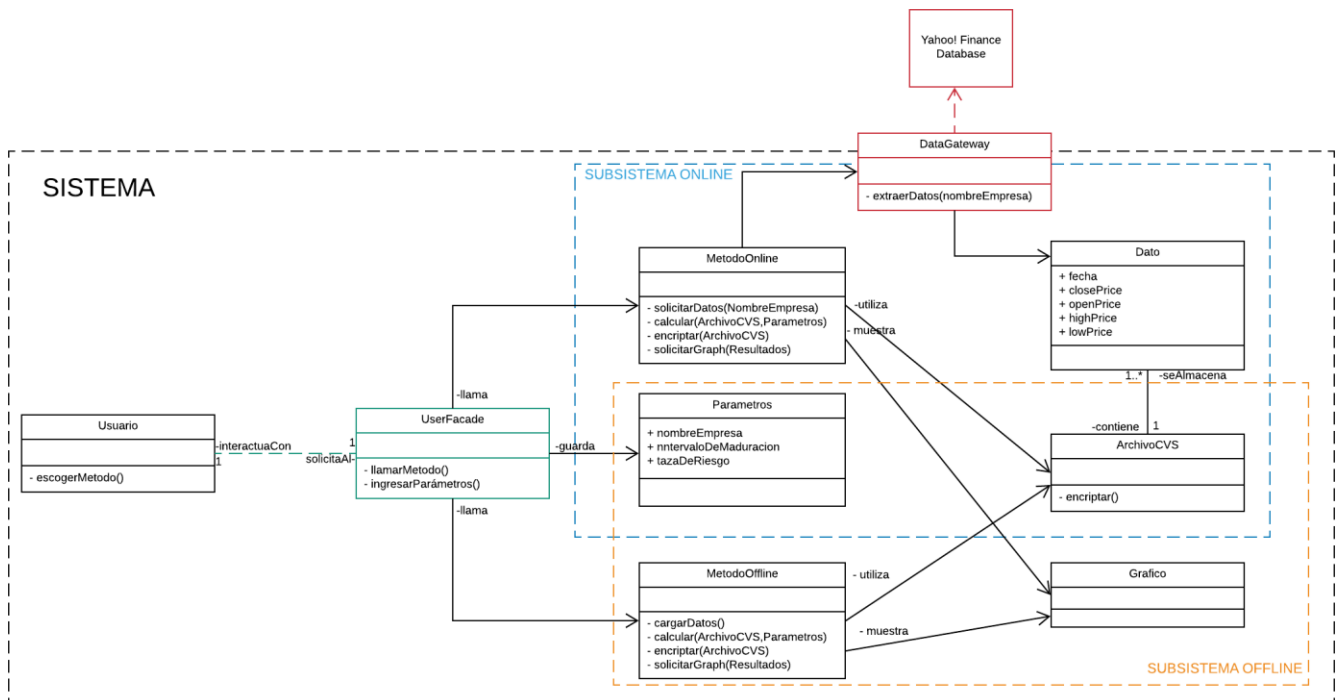 Yahoo! Finance
Database
DataGateway
- extraerDatos(nombreEmpresa)
SISTEMA
SUBSISTEMA ONLINE
MetodoOnline
- solicitarDatos(NombreEmpresa)
- calcular(ArchivoCVS,Parametros)
- encriptar(ArchivoCVS)
- solicitarGraph(Resultados)
-utiliza
- muestra
Dato
+ fecha
+ closePrice
+ openPrice
+ highPrice
+ lowPrice
1..*
-seAlmacena
-llama
Usuario
- escogerMetodo()
-interactuaCon
1
1
solicitaAl-
UserFacade
- llamarMetodo()
- ingresarParámetros()
-guarda
Parametros
+ nombreEmpresa
+ nntervaloDeMaduracion
+ tazaDeRiesgo
-contiene
1
ArchivoCVS
- encriptar()
-llama
MetodoOffline
- cargarDatos()
- calcular(ArchivoCVS,Parametros)
- encriptar(ArchivoCVS)
- solicitarGraph(Resultados)
- utiliza
- muestra
Grafico
SUBSISTEMA OFFLINE